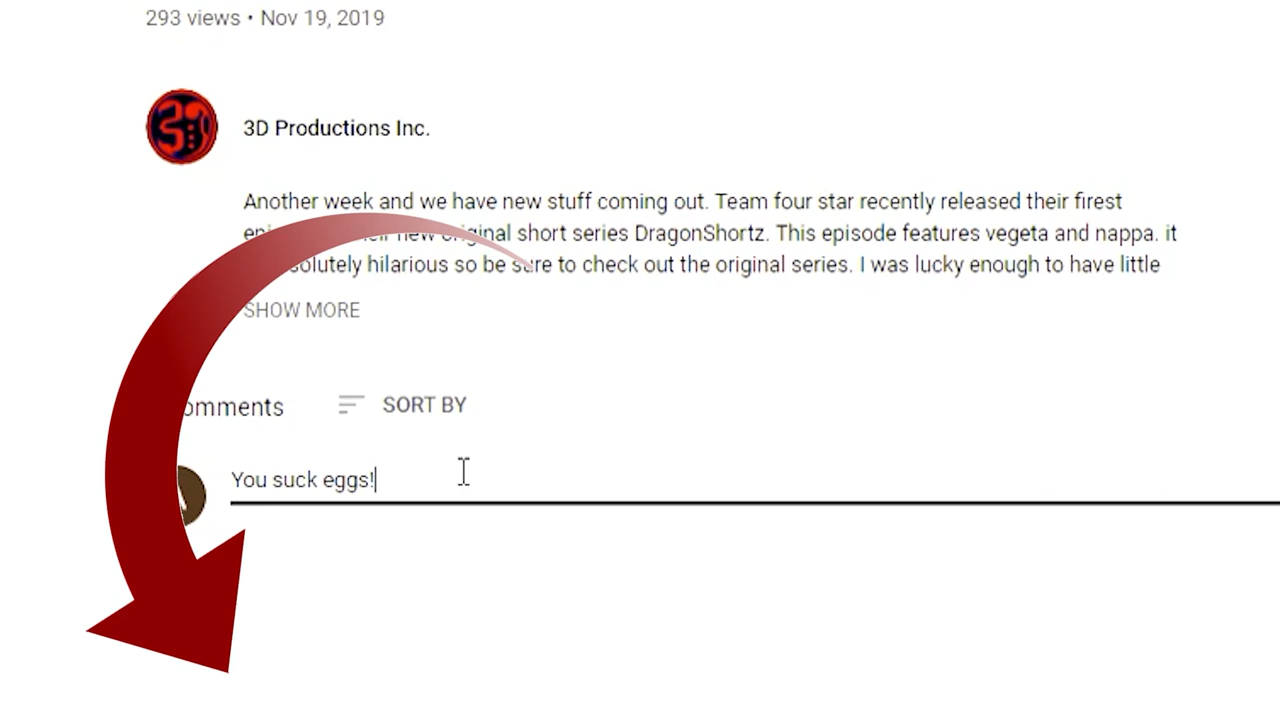 293 views • Nov 19, 2019
3D Productions Inc.
Another week and we have new stuff coming out. Team four star recently released their firest
new original short series DragonShortz. This episode features vegeta and nappa. it
hilarious so be sure to check out the original series. I was lucky enough to have little
SHOW MORE
SORT BY
You suck eggs!